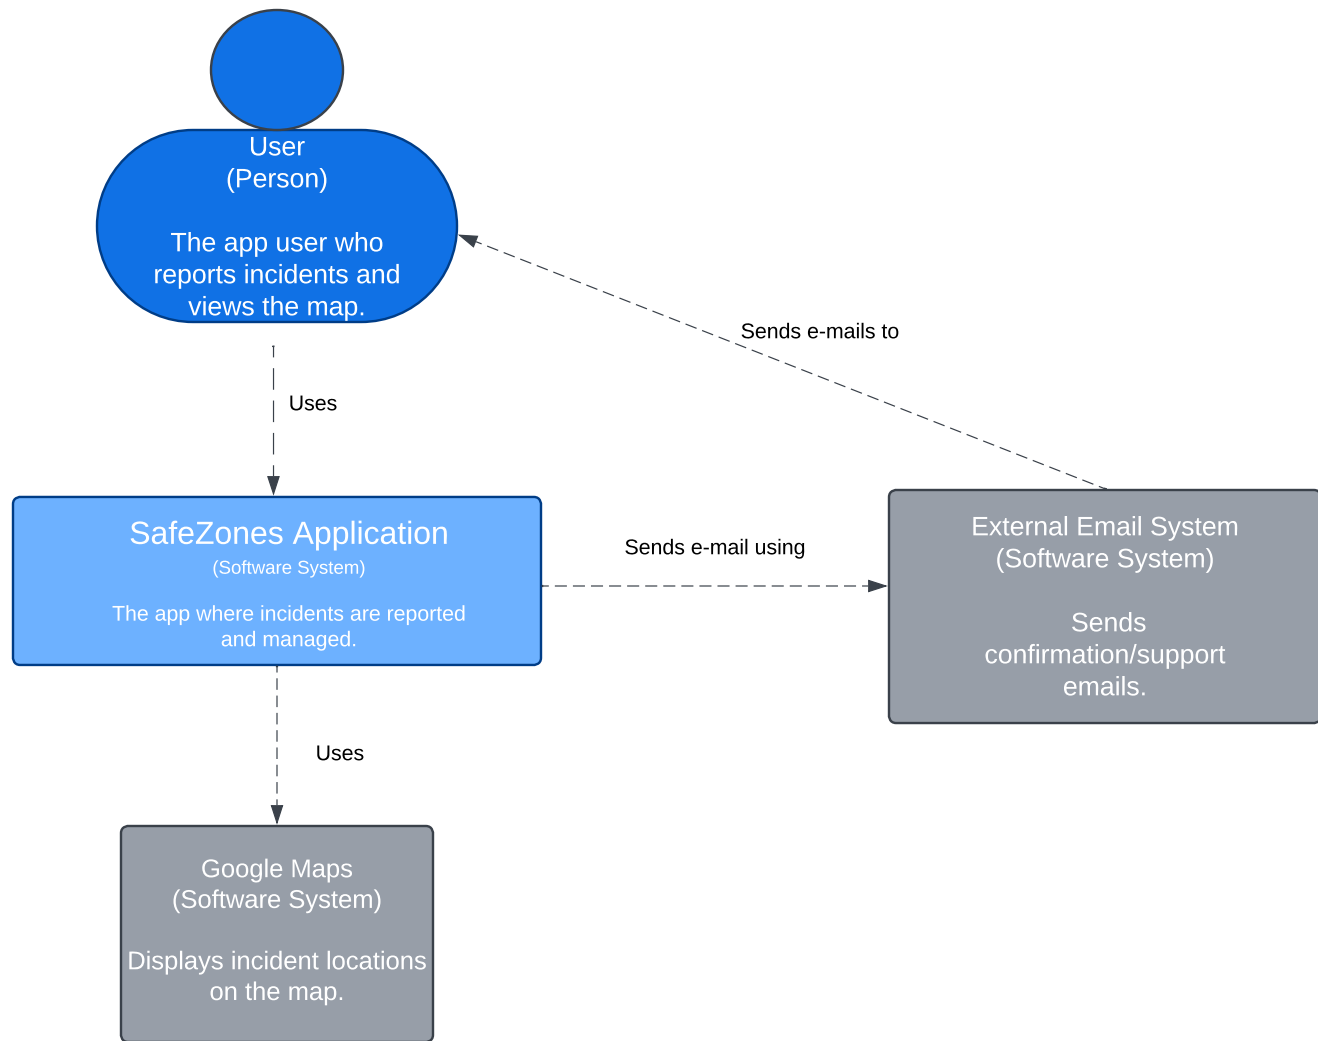 User
(Person)
The app user who
reports incidents and
views the map.
Sends e-mails to
Uses
SafeZones Application
(Software System)
The app where incidents are reported
and managed.
Sends e-mail using
External Email System
(Software System)
Sends
confirmation/support
emails.
Uses
Google Maps
(Software System)
Displays incident locations
on the map.